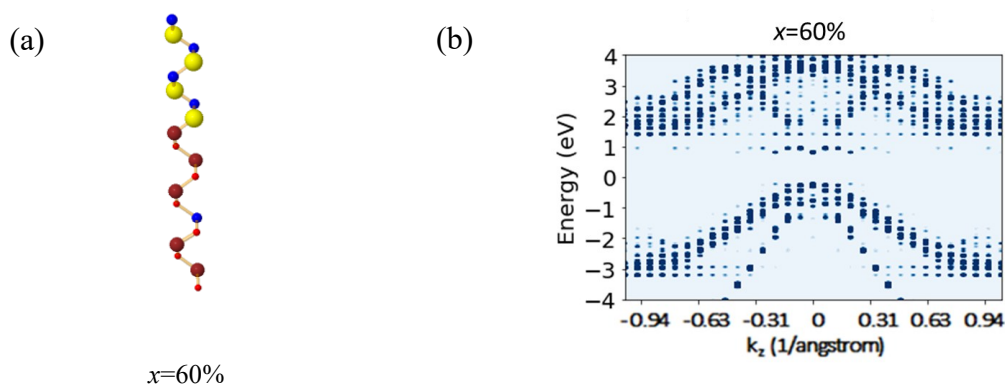 (a)
(b)
x=60%
4
3
2
1
0
−1
−2
−3
−4
Energy (eV)
-0.94 -0.63 -0.31 0 0.31 0.63 0.94
kz (1/angstrom)
x=60%